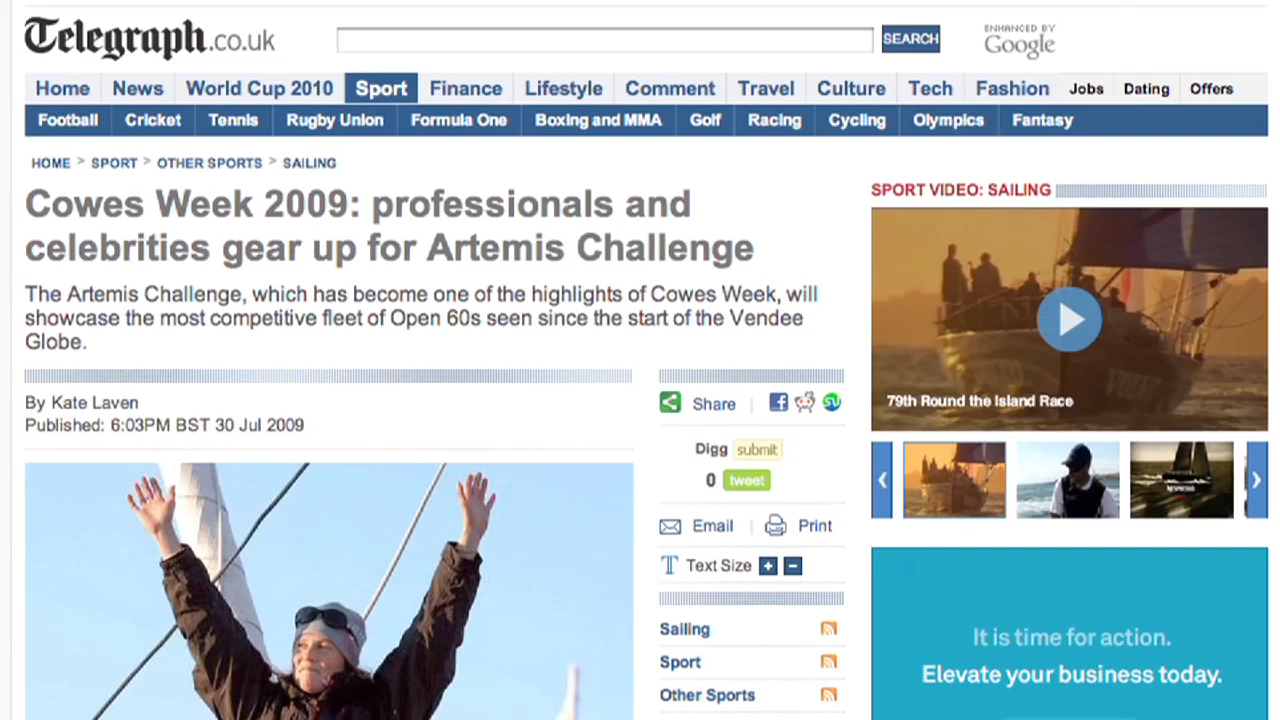 Telegraph.co.uk
SEARCH
ENHANCED BY
Google
Home News World Cup 2010 Sport Finance Lifestyle Comment Travel Culture Tech Fashion Jobs Dating Offers
Football Cricket Tennis Rugby Union Formula One Boxing and MMA Golf Racing Cycling Olympics Fantasy
HOME > SPORT > OTHER SPORTS > SAILING
Cowes Week 2009: professionals and
celebrities gear up for Artemis Challenge
The Artemis Challenge, which has become one of the highlights of Cowes Week, will
showcase the most competitive fleet of Open 60s seen since the start of the Vendee
Globe.
By Kate Laven
Published: 6:03PM BST 30 Jul 2009
Share
Digg submit
0 tweet
Email Print
Text Size + -
Sailing
Sport
Other Sports
SPORT VIDEO: SAILING
79th Round the Island Race
It is time for action.
Elevate your business today.